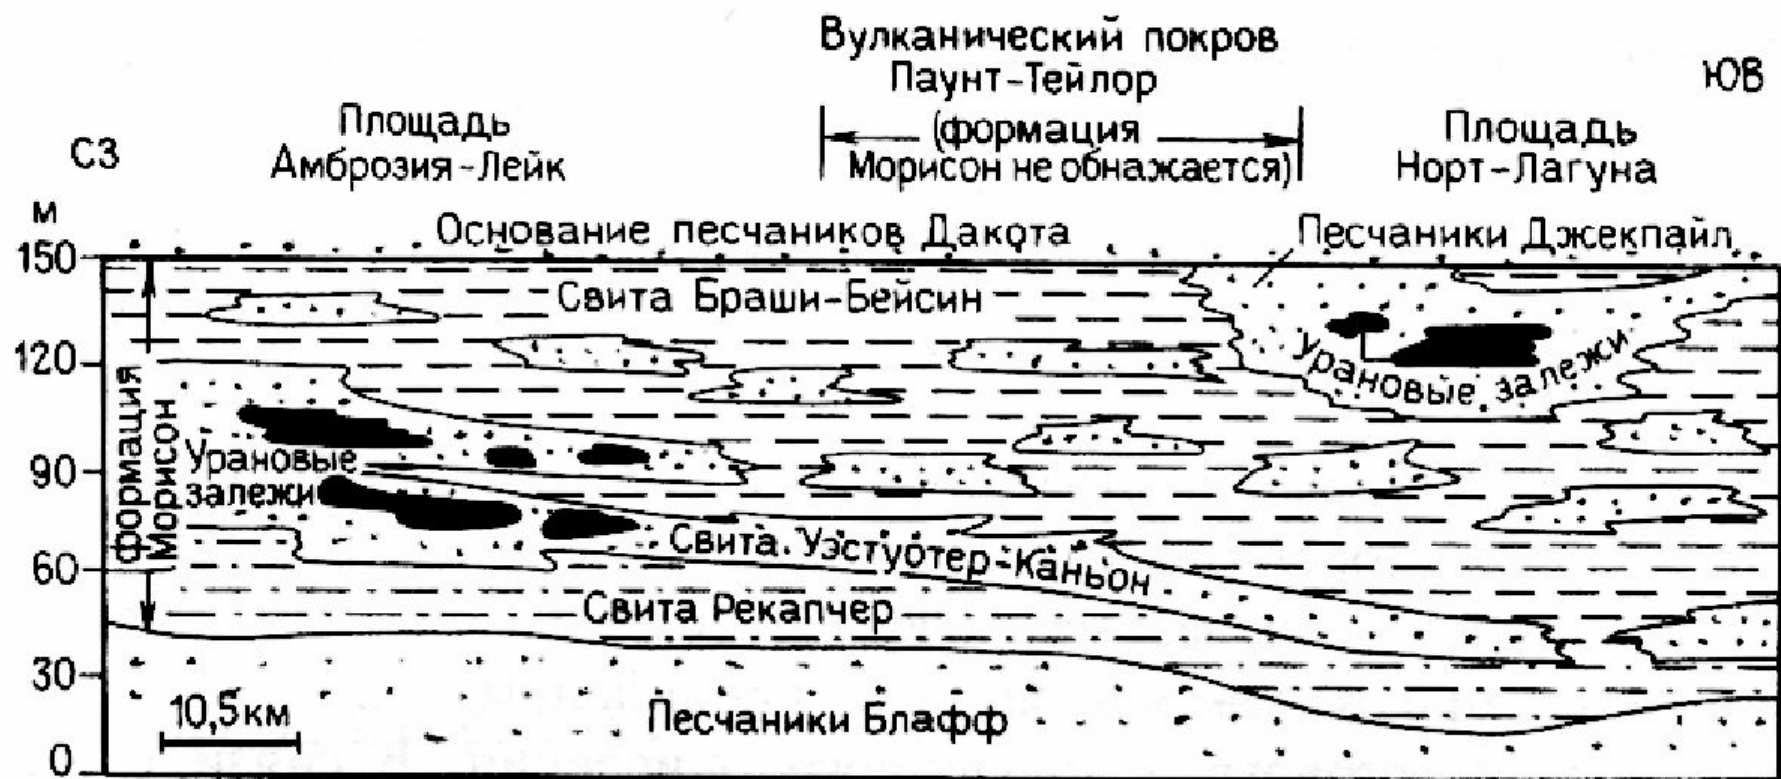 Вулканический покров
Паунт-Тейлор
(формация
Морисон не обнажается)
ЮВ
СЗ
Площадь
Амброзия-Лейк
Площадь
Норт-Лагуна
м
Основание песчаников Дакота
Песчаники Джекпайл
150
Свита Браши-Бейсин
120
Урановые залежи
формация
Морисон
90
Урановые
залежи
60
Свита Уэстуотер-Каньон
Свита Рекапчер
30
10,5км
Песчаники Блафф
0